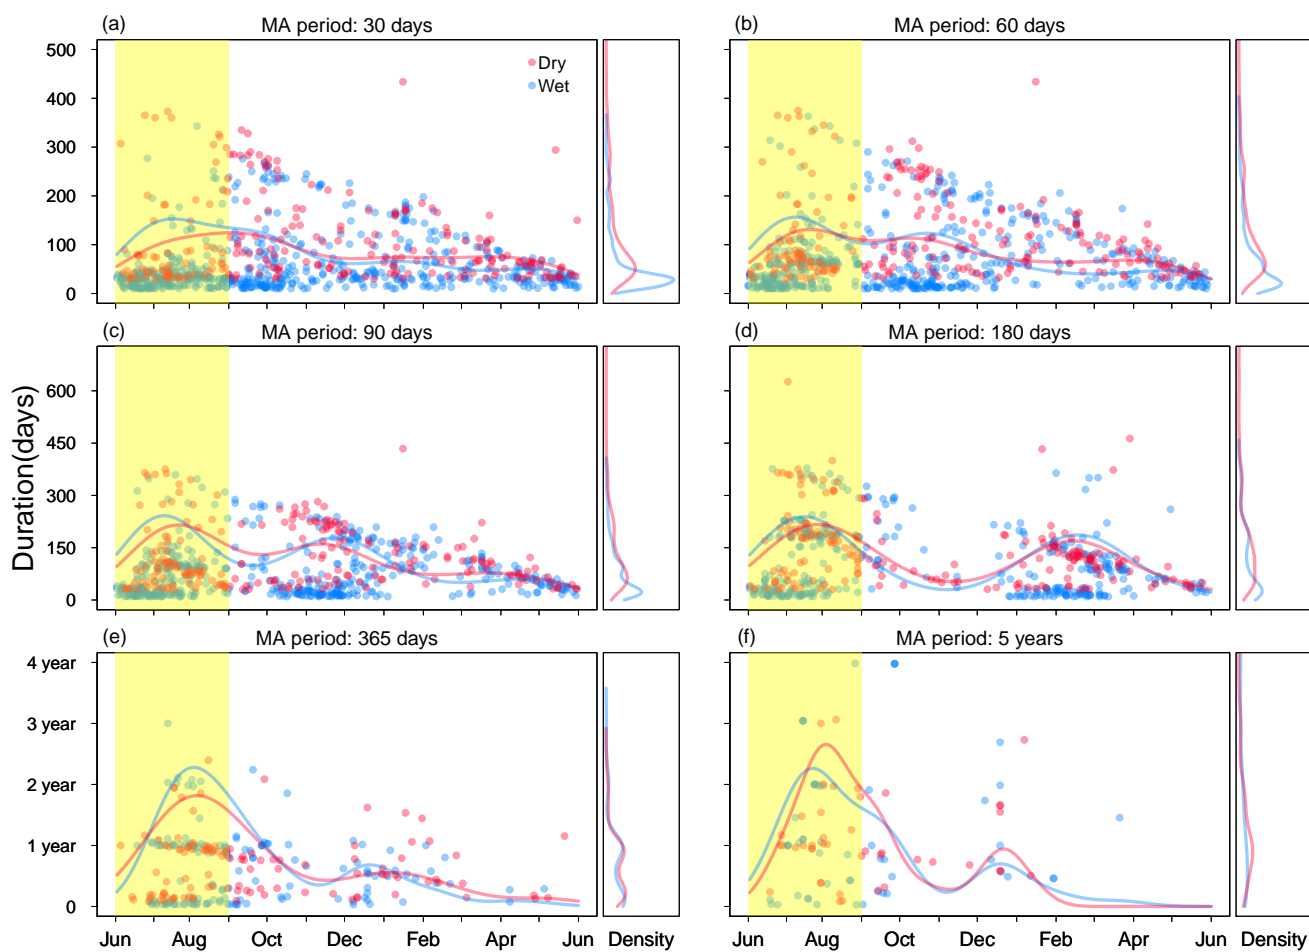 (a) MA period: 30 days
(b) MA period: 60 days
500
400
300
200
100
0
Dry
Wet
(c) MA period: 90 days
(d) MA period: 180 days
Duration(days)
600
450
300
150
0
(e) MA period: 365 days
(f) MA period: 5 years
4 year
3 year
2 year
1 year
0
Jun Aug Oct Dec Feb Apr Jun Density Jun Aug Oct Dec Feb Apr Jun Density